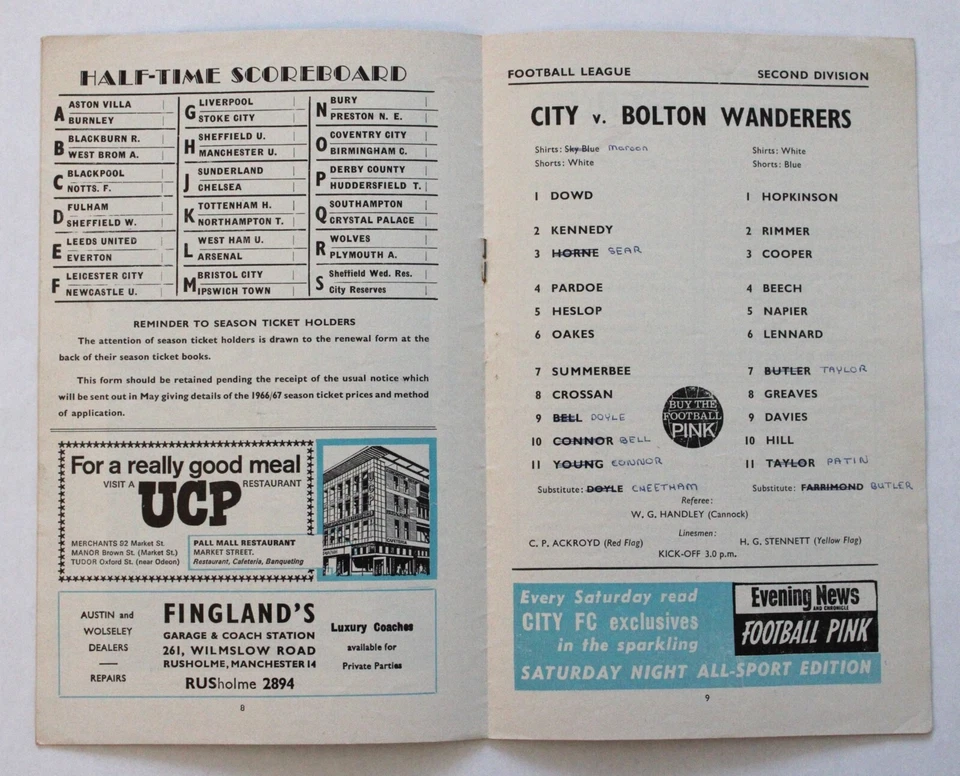 HALF-TIME SCOREBOARD
A ASTON VILLA
BURNLEY
B BLACKBURN R.
WEST BROM A.
C BLACKPOOL
NOTTS. F.
D FULHAM
SHEFFIELD W.
E LEEDS UNITED
EVERTON
F LEICESTER CITY
NEWCASTLE U.
G LIVERPOOL
STOKE CITY
H SHEFFIELD U.
MANCHESTER U.
J SUNDERLAND
CHELSEA
K TOTTENHAM H.
NORTHAMPTON T.
L WEST HAM U.
ARSENAL
M BRISTOL CITY
IPSWICH TOWN
N BURY
PRESTON N. E.
O COVENTRY CITY
BIRMINGHAM C.
P DERBY COUNTY
HUDDERSFIELD T.
Q SOUTHAMPTON
CRYSTAL PALACE
R WOLVES
PLYMOUTH A.
S Sheffield Wed. Res.
City Reserves
REMINDER TO SEASON TICKET HOLDERS
The attention of season ticket holders is drawn to the renewal form at the
back of their season ticket books.
This form should be retained pending the receipt of the usual notice which
will be sent out in May giving details of the 1966/67 season ticket prices and method
of application.
For a really good meal
VISIT A UCP RESTAURANT
MERCHANTS 92 Market St.
MANOR Brown St. (Market St.)
TUDOR Oxford St. (near Odeon)
PALL MALL RESTAURANT
MARKET STREET.
Restaurant, Cafeteria, Banqueting
AUSTIN and
WOLSELEY
DEALERS
REPAIRS
FINGLAND'S
GARAGE & COACH STATION
261, WILMSLOW ROAD
RUSHOLME, MANCHESTER 14
RUSholme 2894
Luxury Coaches
available for
Private Parties
8
FOOTBALL LEAGUE SECOND DIVISION
CITY v. BOLTON WANDERERS
Shirts: Sky Blue maroon
Shorts: White
Shirts: White
Shorts: Blue
1 DOWD
2 KENNEDY
3 HORNE SEAR
4 PARDOE
5 HESLOP
6 OAKES
7 SUMMERBEE
8 CROSSAN
9 BELL DOYLE
10 CONNOR BELL
11 YOUNG CONNOR
Substitute: DOYLE CHEETHAM
1 HOPKINSON
2 RIMMER
3 COOPER
4 BEECH
5 NAPIER
6 LENNARD
7 BUTLER TAYLOR
8 GREAVES
9 DAVIES
10 HILL
11 TAYLOR PATIN
Substitute: FARRIMOND BUTLER
BUY THE
FOOTBALL
PINK
Referee:
W. G. HANDLEY (Cannock)
Linesmen:
C. P. ACKROYD (Red Flag) H. G. STENNETT (Yellow Flag)
KICK-OFF 3.0 p.m.
Every Saturday read
CITY FC exclusives
in the sparkling
SATURDAY NIGHT ALL-SPORT EDITION
Evening News
AND CHRONICLE
FOOTBALL PINK
9